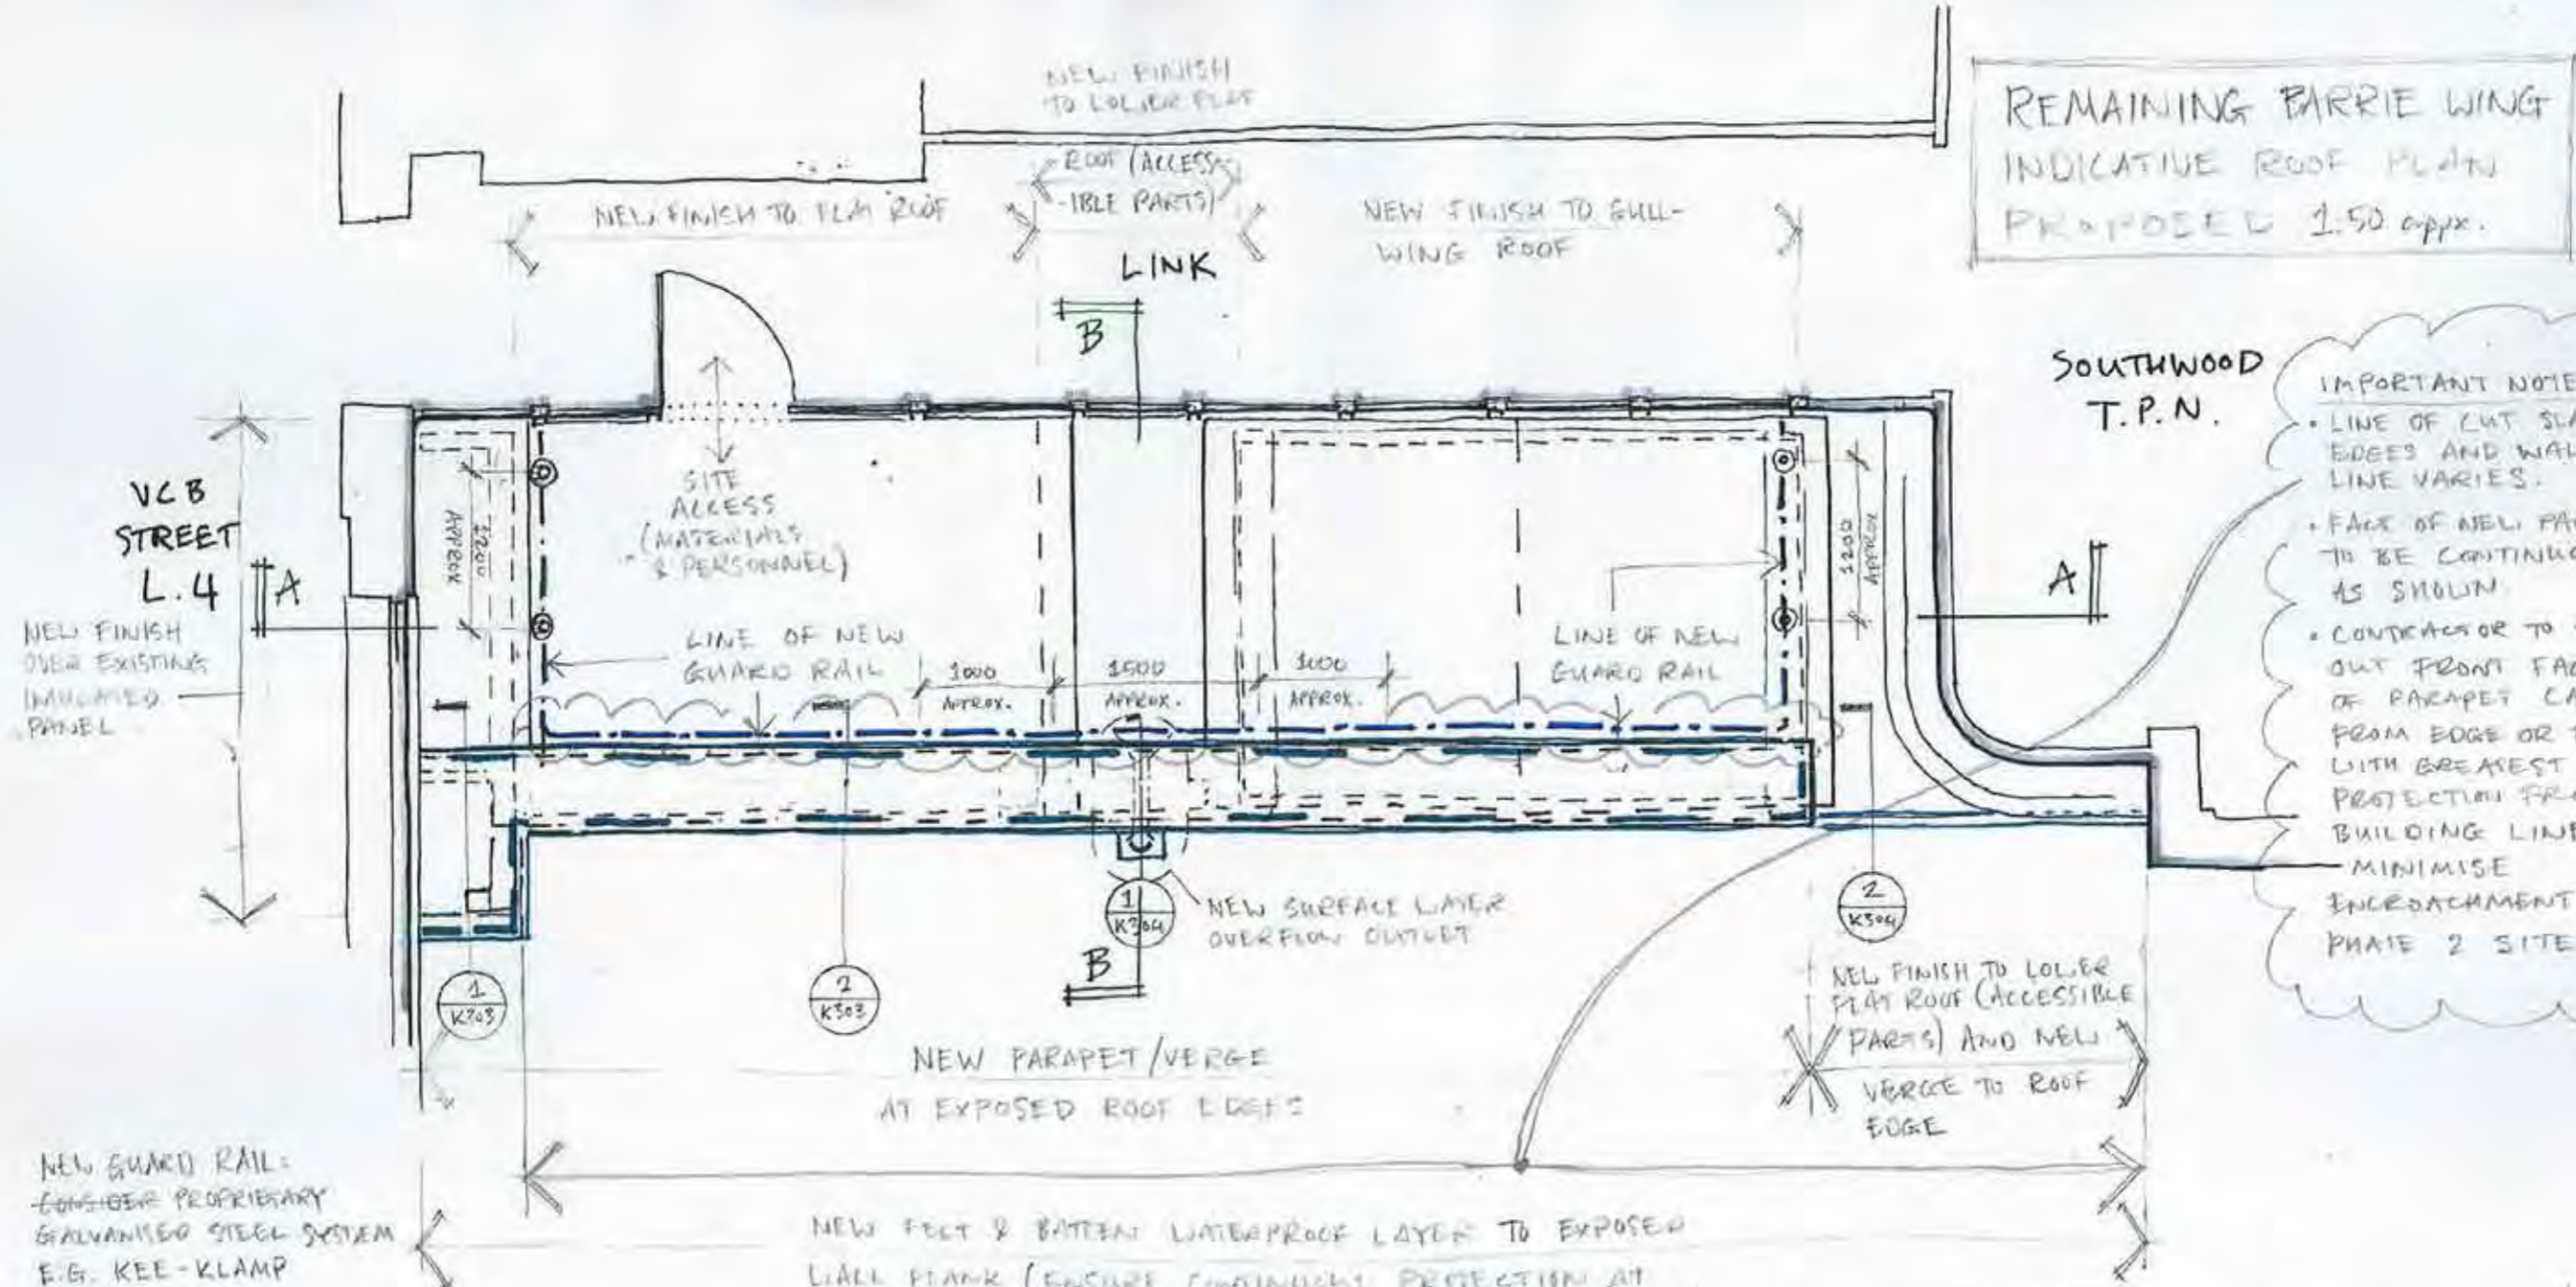 NEW FINISH
TO LOWER FLAT
ROOF (ACCESS-
-IBLE PARTS)
NEW FINISH TO FLAT ROOF
NEW FINISH TO GULL-
WING ROOF
LINK
REMAINING BARRIE WING
INDICATIVE ROOF PLAN
PROPOSED 1:50 appx.
B
SOUTHWOOD
T.P.N.
IMPORTANT NOTE
• LINE OF CUT
EDGES AND
LINE VARIES.
• FACE OF NEW
TO BE
AS SHOWN.
• CONTRACTOR TO
OUT FRONT
OF PARAPET
FROM EDGE OR
WITH GREATEST
PROTECTION
BUILDING LINE
- MINIMISE
ENCROACHMENT
PHASE 2 SITE
VCB
STREET
L.4
A
A
NEW FINISH
OVER EXISTING
INSULATED
PANEL
1200
APPROX
SITE
ACCESS
(MATERIALS
& PERSONNEL)
1200
APPROX
LINE OF NEW
GUARD RAIL
1000
APPROX.
1500
APPROX.
1000
APPROX.
LINE OF NEW
GUARD RAIL
1
K304
NEW SURFACE WATER
OVERFLOW OUTLET
2
K304
B
1
K303
2
K303
NEW FINISH TO LOWER
FLAT ROOF (ACCESSIBLE
PARTS) AND NEW
VERGE TO ROOF
EDGE
NEW PARAPET/VERGE
AT EXPOSED ROOF EDGES
NEW GUARD RAIL:
CONSIDER PROPRIETARY
GALVANISED STEEL SYSTEM
E.G. KEE-KLAMP
NEW FELT & BATTEN WATERPROOF LAYER TO EXPOSED
WALL PLANK (ENSURE CONTINUOUS PROTECTION AT